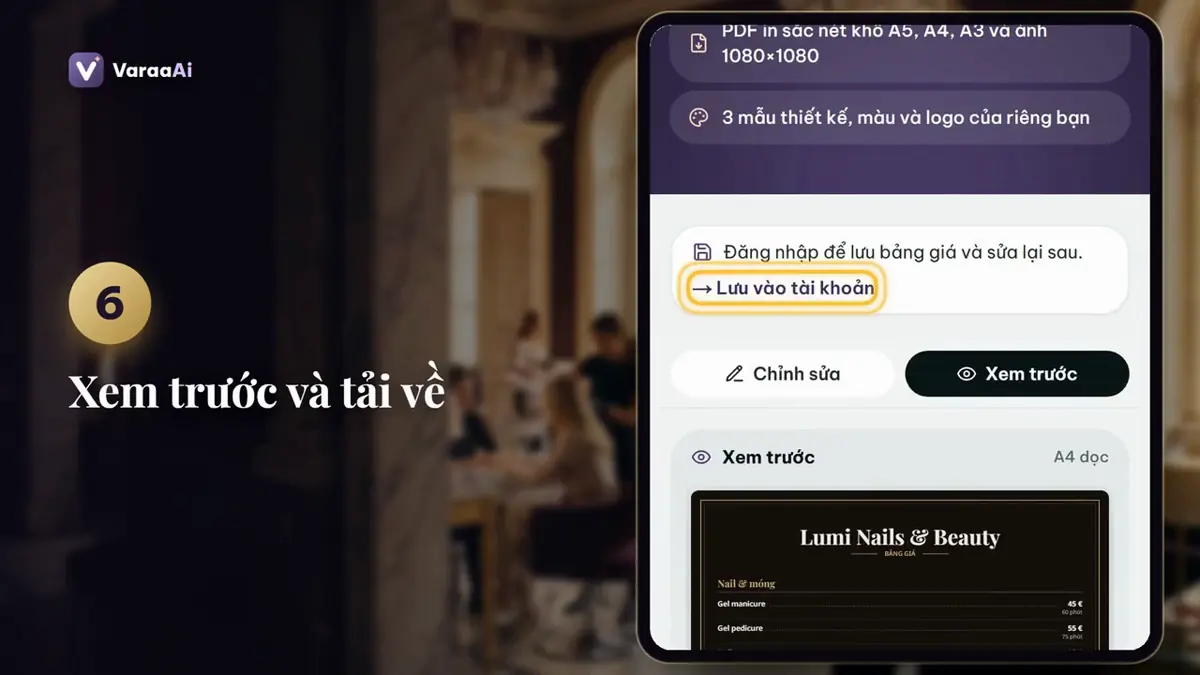 VaraaAi
6
Xem trước và tải về
PDF in sắc nét khổ A5, A4, A3 và ảnh
1080×1080
3 mẫu thiết kế, màu và logo của riêng bạn
Đăng nhập để lưu bảng giá và sửa lại sau.
→ Lưu vào tài khoản
Chỉnh sửa
Xem trước
Xem trước
A4 dọc
Lumi Nails & Beauty
BẢNG GIÁ
Nail & móng
Gel manicure 45 €
60 phút
Gel pedicure 55 €
75 phút